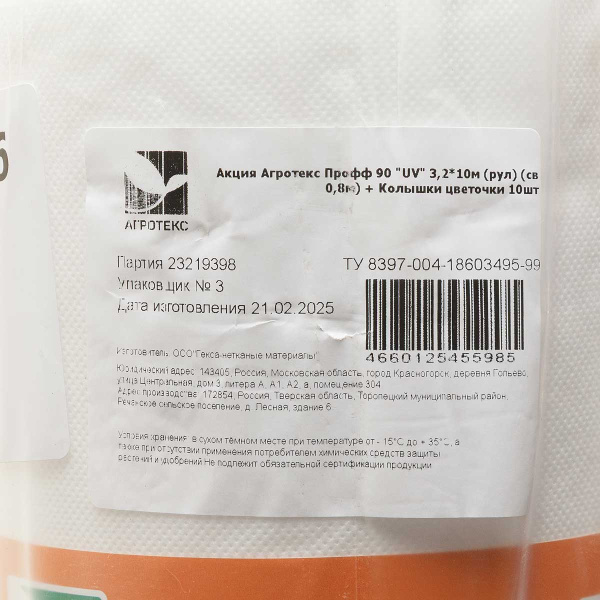 б
Акция Агротекс Профф 90 "UV" 3,2*10м (рул) (св
0,8м) + Колышки цветочки 10шт
АГРОТЕКС
Партия 23219398
ТУ 8397-004-18603495-99
Упаковщик № 3
Дата изготовления 21.02.2025
4660125455985
Изготовитель: ООО"Гекса-нетканые материалы"
Юридический адрес: 143405, Россия, Московская область, город Красногорск, деревня Гольево,
улица Центральная, дом 3, литера А, А1, А2, а, помещение 304
Адрес производства: 172854, Россия, Тверская область, Торопецкий муниципальный район,
Речанское сельское поселение, д. Лесная, здание 6
Условия хранения: в сухом тёмном месте при температуре от - 15°С до + 35°С, а
также при отсутствии применения потребителем химических средств защиты
растений и удобрений Не подлежит обязательной сертификации продукции